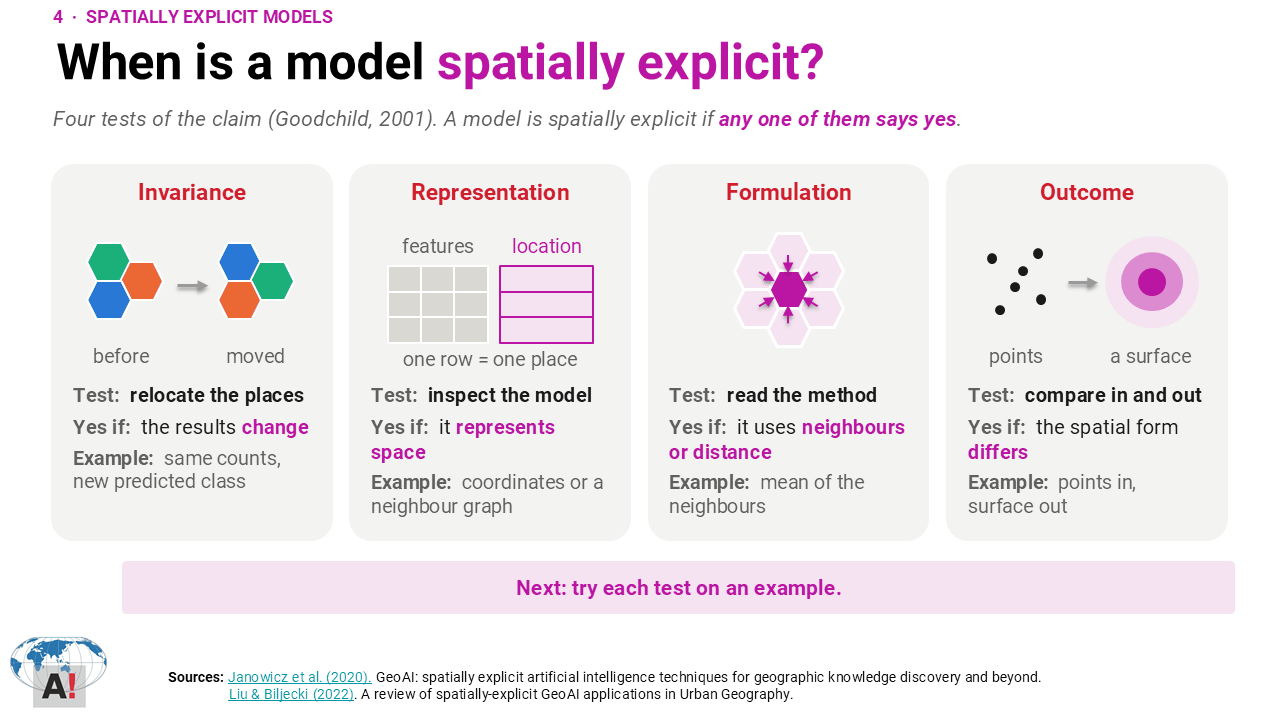 4 · SPATIALLY EXPLICIT MODELS
When is a model spatially explicit?
Four tests of the claim (Goodchild, 2001). A model is spatially explicit if any one of them says yes.
Invariance
before moved
Test: relocate the places
Yes if: the results change
Example: same counts,
new predicted class
Representation
features location
one row = one place
Test: inspect the model
Yes if: it represents
space
Example: coordinates or a
neighbour graph
Formulation
Test: read the method
Yes if: it uses neighbours
or distance
Example: mean of the
neighbours
Outcome
points a surface
Test: compare in and out
Yes if: the spatial form
differs
Example: points in,
surface out
Next: try each test on an example.
A!
Sources: Janowicz et al. (2020). GeoAI: spatially explicit artificial intelligence techniques for geographic knowledge discovery and beyond.
Liu & Biljecki (2022). A review of spatially-explicit GeoAI applications in Urban Geography.